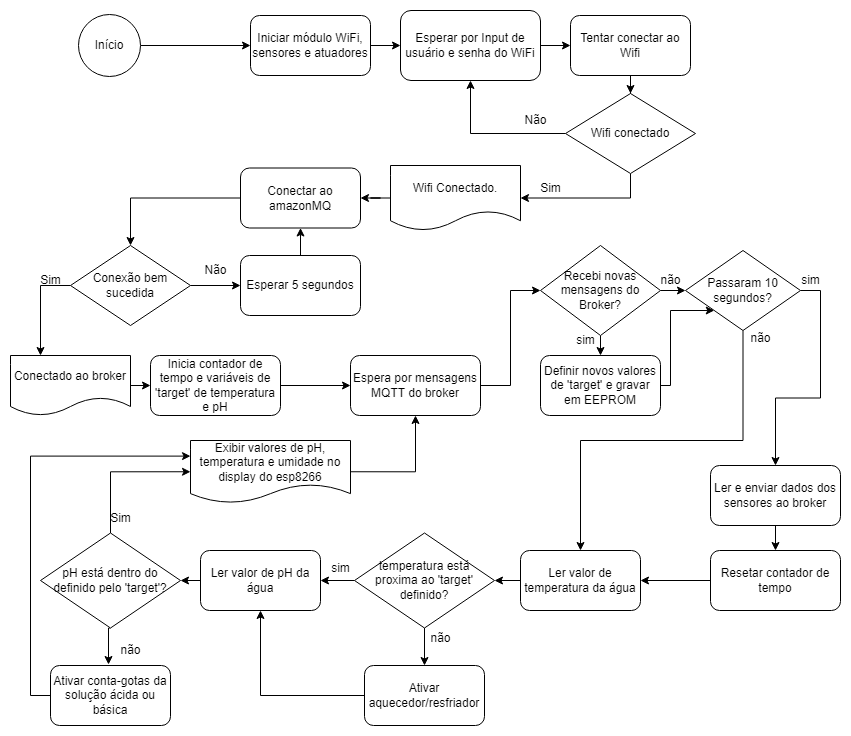 Início
Iniciar módulo WiFi,
sensores e atuadores
Esperar por Input de
usuário e senha do WiFi
Tentar conectar ao
Wifi
Não
Wifi conectado
Sim
Wifi Conectado.
Conectar ao
amazonMQ
Conexão bem
sucedida
Sim
Não
Esperar 5 segundos
Conectado ao broker
Inicia contador de
tempo e variáveis de
'target' de temperatura
e pH
Espera por mensagens
MQTT do broker
Recebi novas
mensagens do
Broker?
não
sim
Definir novos valores
de 'target' e gravar
em EEPROM
Passaram 10
segundos?
sim
não
Ler e enviar dados dos
sensores ao broker
Resetar contador de
tempo
Ler valor de
temperatura da água
temperatura está
proxima ao 'target'
definido?
sim
não
Ativar
aquecedor/resfriador
Ler valor de pH da
água
pH está dentro do
definido pelo 'target'?
Sim
não
Ativar conta-gotas da
solução ácida ou
básica
Exibir valores de pH,
temperatura e umidade no
display do esp8266